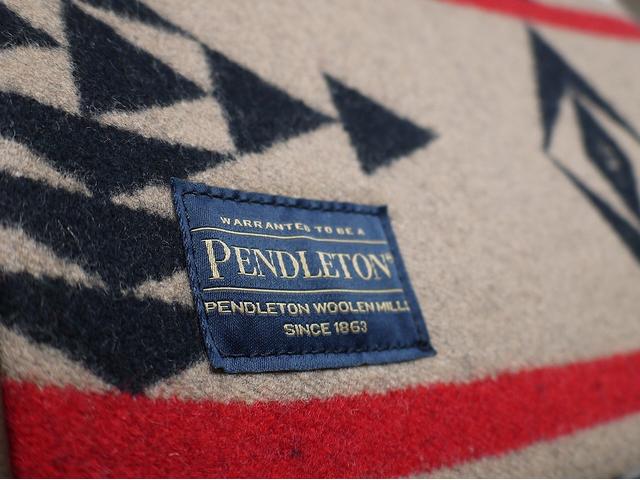 WARRANTED TO BE A
PENDLETON®
PENDLETON WOOLEN MILLS
SINCE 1863